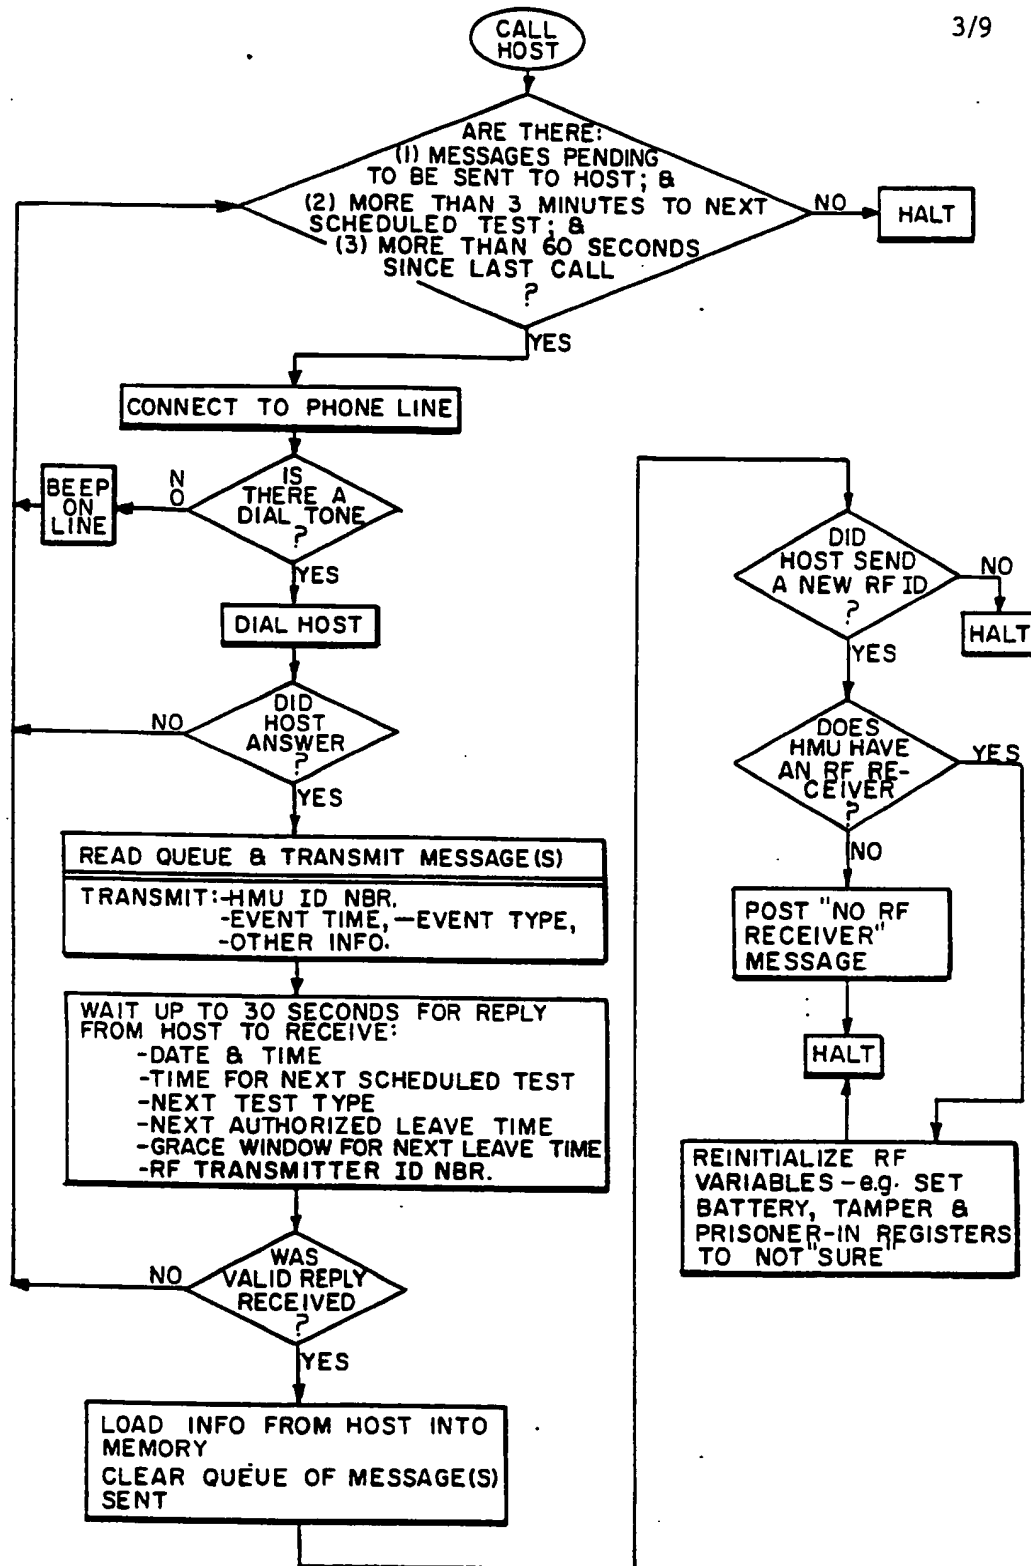 3/9
CALL
HOST
ARE THERE:
(1) MESSAGES PENDING
TO BE SENT TO HOST; &
(2) MORE THAN 3 MINUTES TO NEXT
SCHEDULED TEST; &
(3) MORE THAN 60 SECONDS
SINCE LAST CALL
?
NO
HALT
YES
CONNECT TO PHONE LINE
IS
THERE A
DIAL TONE
?
N
O
BEEP
ON
LINE
YES
DIAL HOST
DID
HOST
ANSWER
?
NO
YES
READ QUEUE & TRANSMIT MESSAGE(S)
TRANSMIT:-HMU ID NBR.
-EVENT TIME, -EVENT TYPE,
-OTHER INFO.
WAIT UP TO 30 SECONDS FOR REPLY
FROM HOST TO RECEIVE:
-DATE & TIME
-TIME FOR NEXT SCHEDULED TEST
-NEXT TEST TYPE
-NEXT AUTHORIZED LEAVE TIME
-GRACE WINDOW FOR NEXT LEAVE TIME
-RF TRANSMITTER ID NBR.
WAS
VALID REPLY
RECEIVED
?
NO
YES
LOAD INFO FROM HOST INTO
MEMORY
CLEAR QUEUE OF MESSAGE(S)
SENT
DID
HOST SEND
A NEW RF ID
?
NO
HALT
YES
DOES
HMU HAVE
AN RF RE-
CEIVER
?
YES
NO
POST "NO RF
RECEIVER"
MESSAGE
HALT
REINITIALIZE RF
VARIABLES-e.g. SET
BATTERY, TAMPER &
PRISONER-IN REGISTERS
TO NOT "SURE"